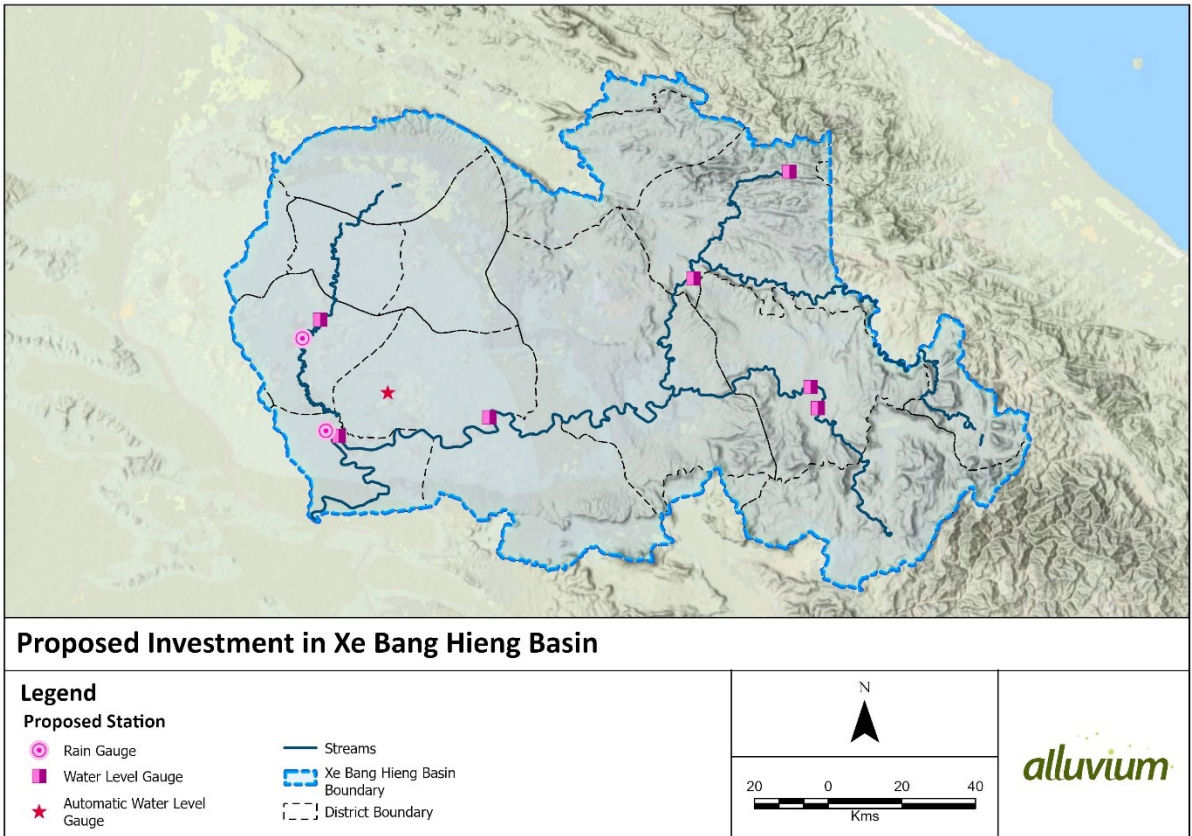 Proposed Investment in Xe Bang Hieng Basin
Legend
Proposed Station
Rain Gauge
Water Level Gauge
Automatic Water Level
Gauge
Streams
Xe Bang Hieng Basin
Boundary
District Boundary
N
20 0 20 40
Kms
alluvium